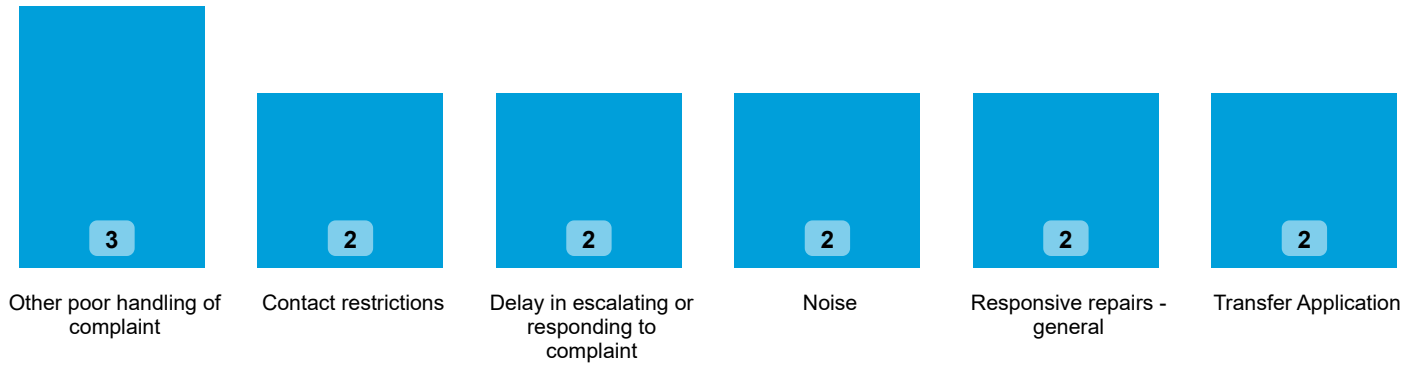 3
2
2
2
2
2
Other poor handling of
complaint
Contact restrictions
Delay in escalating or
responding to
complaint
Noise
Responsive repairs -
general
Transfer Application